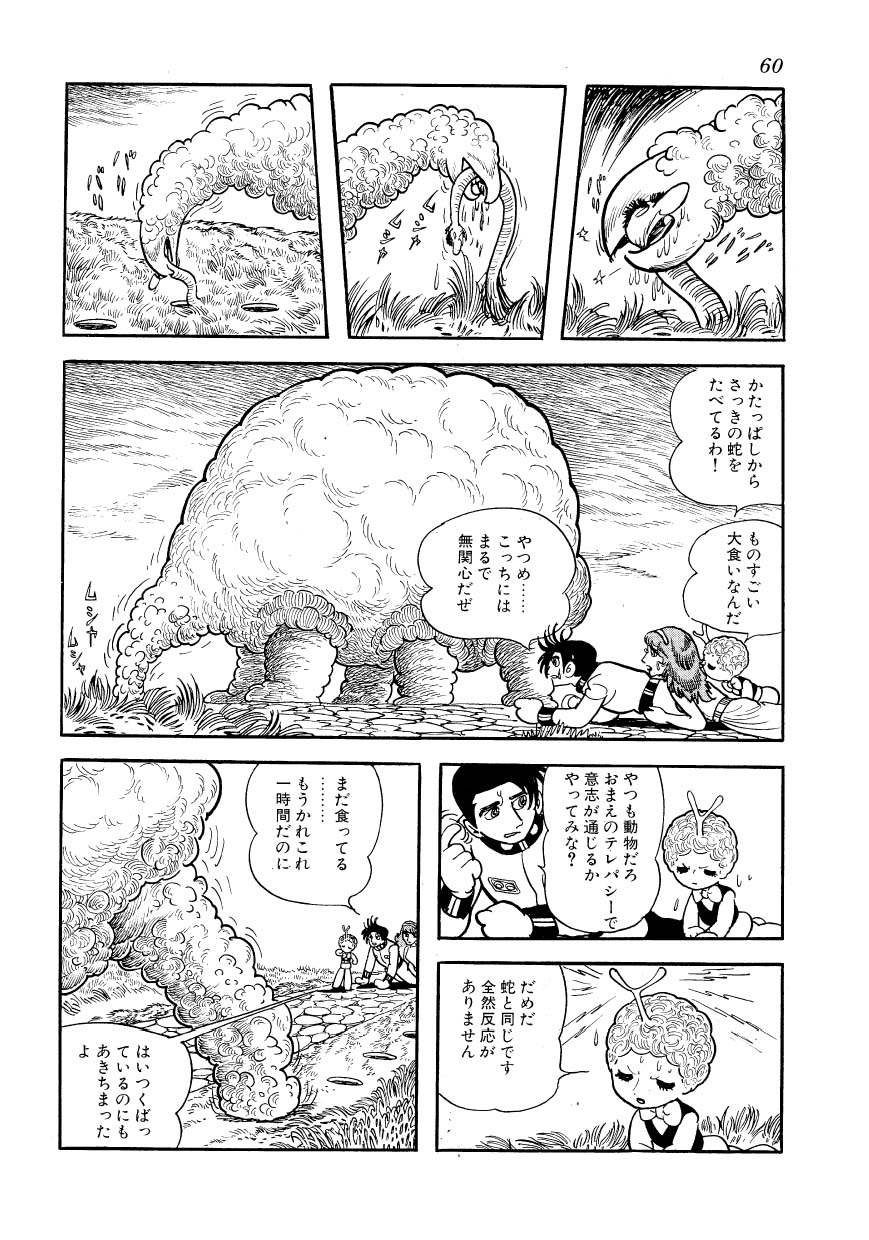 60
ムシャ
ムシャ
バリ
バリ
かたっぱしから
さっきの蛇を
たべてるわ!
ものすごい
大食いなんだ
やつめ……
こっちには
まるで
無関心だぜ
ムシャ
ムシャ
やつも動物だろ
おまえのテレパシーで
意志が通じるか
やってみな?
だめだ
蛇と同じです
全然反応が
ありません
まだ食ってる
………
もうかれこれ
一時間だのに
はいつくばっ
ているのにも
あきちまった
よ